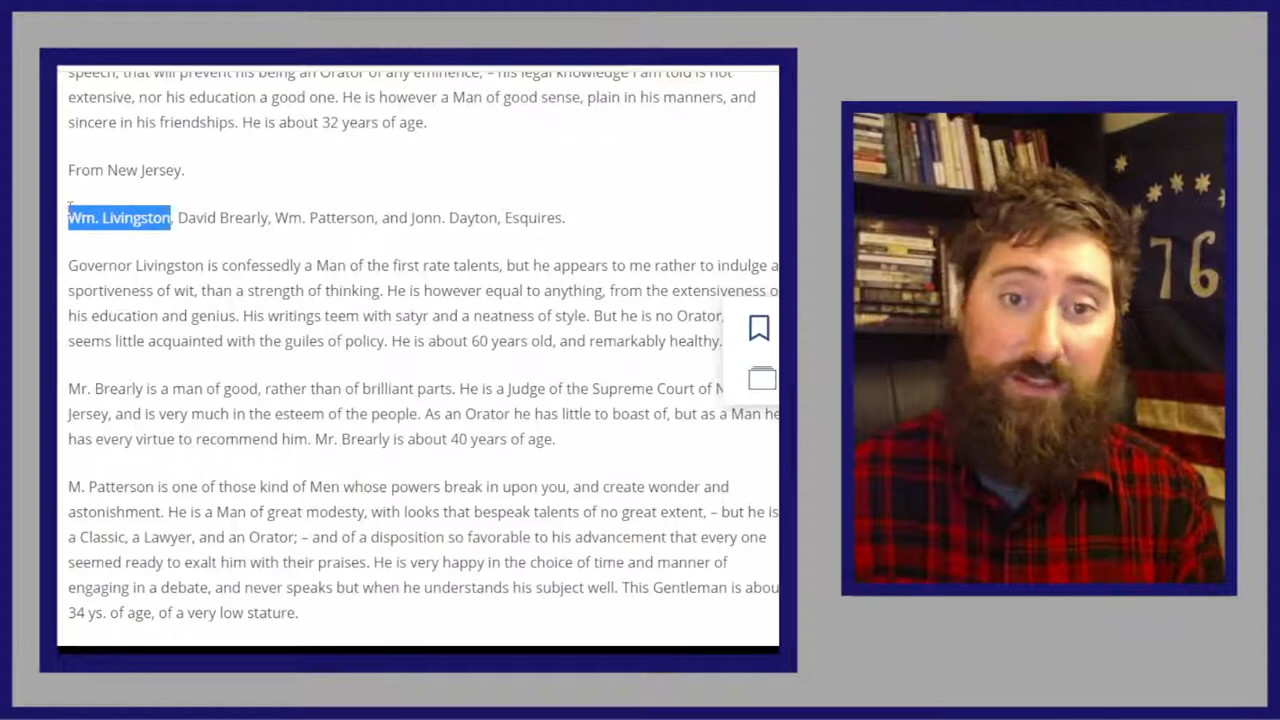 speech, that will prevent his being an Orator of any eminence, – his legal knowledge I am told is not
extensive, nor his education a good one. He is however a Man of good sense, plain in his manners, and
sincere in his friendships. He is about 32 years of age.
From New Jersey.
Wm. Livingston, David Brearly, Wm. Patterson, and Jonn. Dayton, Esquires.
Governor Livingston is confessedly a Man of the first rate talents, but he appears to me rather to indulge a
sportiveness of wit, than a strength of thinking. He is however equal to anything, from the extensiveness o
his education and genius. His writings teem with satyr and a neatness of style. But he is no Orator,
seems little acquainted with the guiles of policy. He is about 60 years old, and remarkably healthy.
Mr. Brearly is a man of good, rather than of brilliant parts. He is a Judge of the Supreme Court of N
Jersey, and is very much in the esteem of the people. As an Orator he has little to boast of, but as a Man he
has every virtue to recommend him. Mr. Brearly is about 40 years of age.
M. Patterson is one of those kind of Men whose powers break in upon you, and create wonder and
astonishment. He is a Man of great modesty, with looks that bespeak talents of no great extent, – but he is
a Classic, a Lawyer, and an Orator; – and of a disposition so favorable to his advancement that every one
seemed ready to exalt him with their praises. He is very happy in the choice of time and manner of
engaging in a debate, and never speaks but when he understands his subject well. This Gentleman is abou
34 ys. of age, of a very low stature.
76